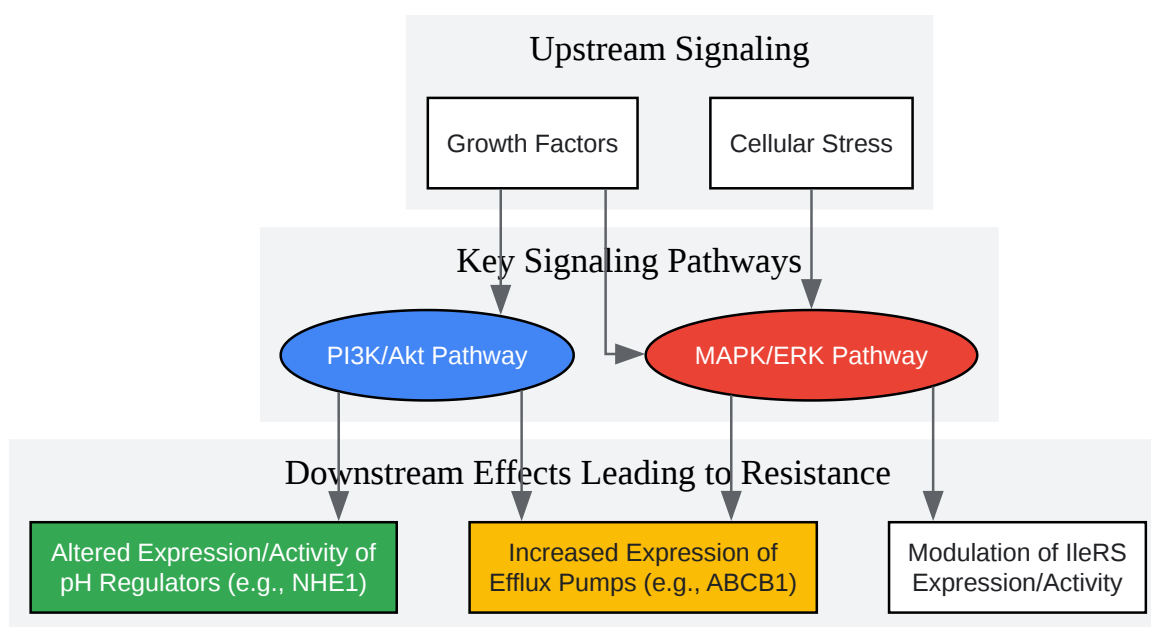 Upstream Signaling
Growth Factors
Cellular Stress
Key Signaling Pathways
PI3K/Akt Pathway
MAPK/ERK Pathway
Downstream Effects Leading to Resistance
Altered Expression/Activity of
pH Regulators (e.g., NHE1)
Increased Expression of
Efflux Pumps (e.g., ABCB1)
Modulation of IleRS
Expression/Activity